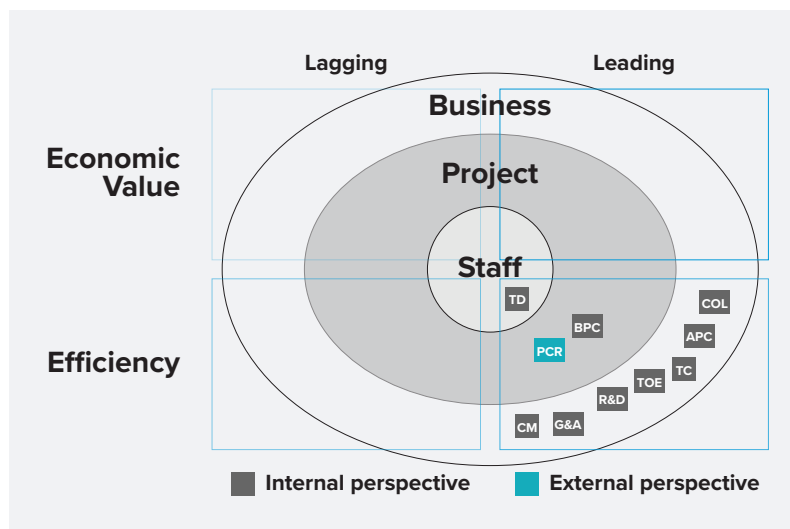 Lagging
Leading
Business
Economic
Value
Project
Staff
TD
COL
BPC
APC
PCR
Efficiency
TC
TOE
R&D
CM
G&A
Internal perspective
External perspective